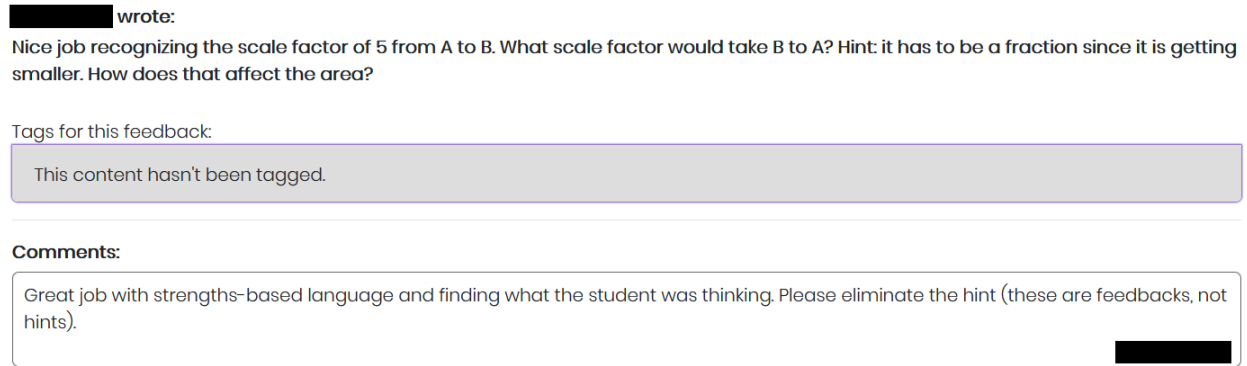 wrote:
Nice job recognizing the scale factor of 5 from A to B. What scale factor would take B to A? Hint: it has to be a fraction since it is getting
smaller. How does that affect the area?
Tags for this feedback:
This content hasn't been tagged.
Comments:
Great job with strengths-based language and finding what the student was thinking. Please eliminate the hint (these are feedbacks, not
hints).